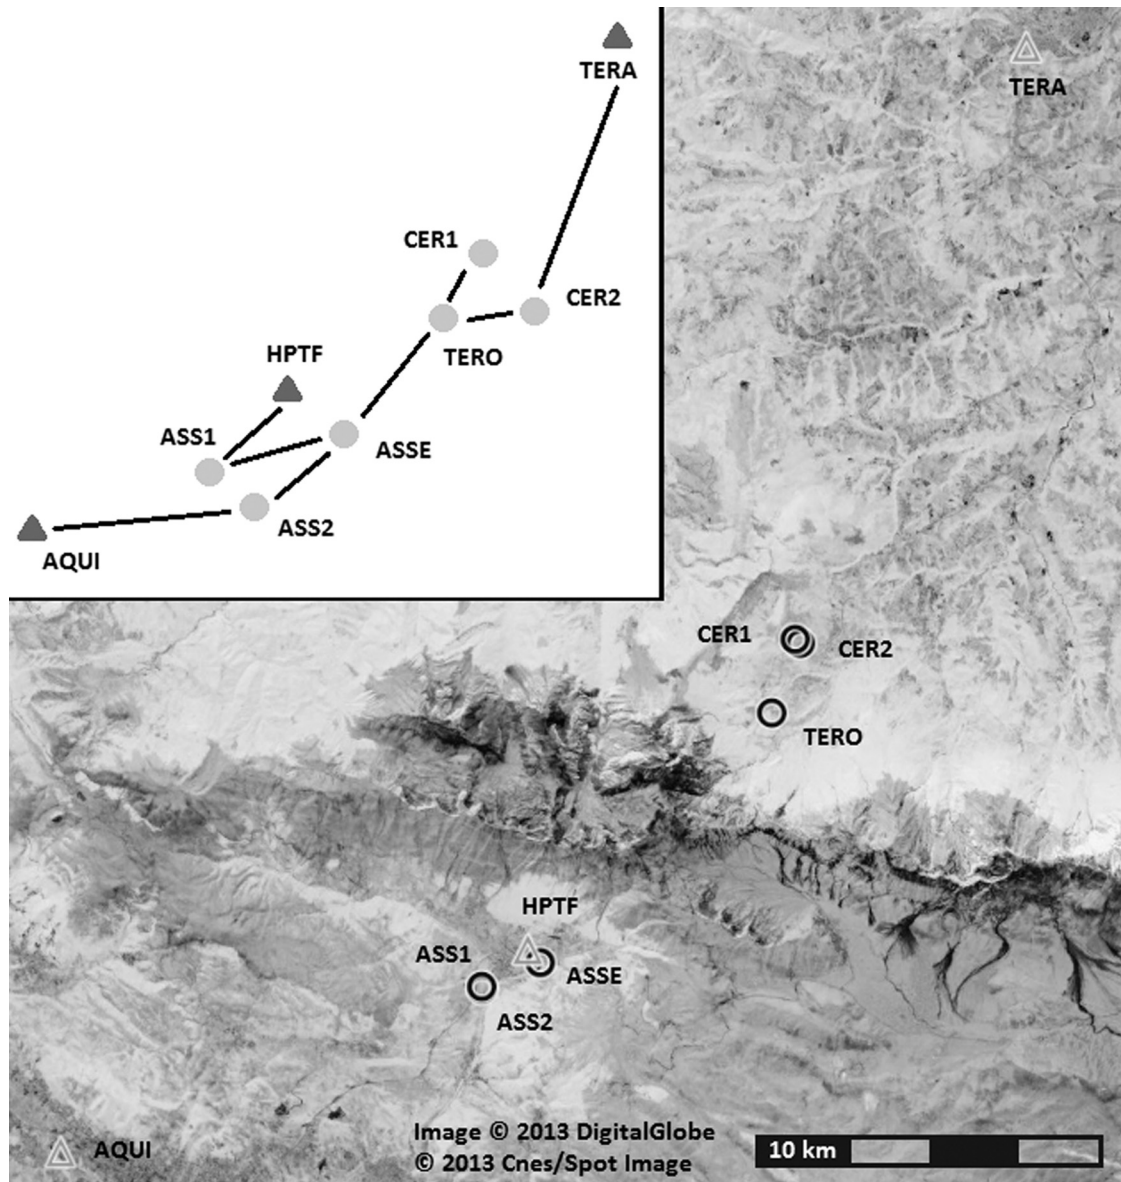 TERA
TERA
CER1
CER2
TERO
HPTF
ASS1
ASSE
ASS2
AQUI
CER1
CER2
TERO
HPTF
ASS1
ASSE
ASS2
AQUI
Image © 2013 DigitalGlobe
© 2013 Cnes/Spot Image
10 km